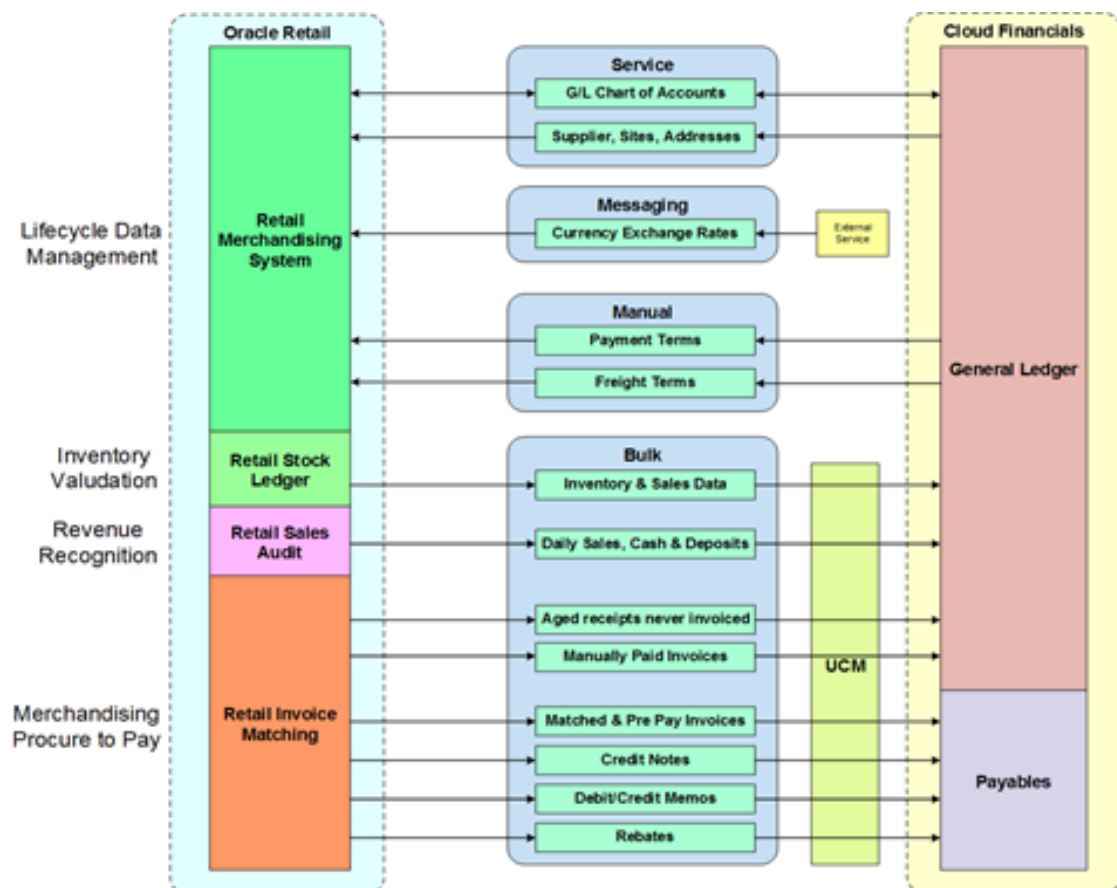 Oracle Retail
Cloud Financials
Service
G/L Chart of Accounts
Supplier, Sites, Addresses
Messaging
Currency Exchange Rates
External
Service
Lifecycle Data
Management
Retail
Merchandising
System
Manual
Payment Terms
Freight Terms
General Ledger
Inventory
Valudation
Retail Stock
Ledger
Bulk
Inventory & Sales Data
Revenue
Recognition
Retail Sales
Audit
Daily Sales, Cash & Deposits
Aged receipts never invoiced
Manually Paid Invoices
UCM
Merchandising
Procure to Pay
Retail Invoice
Matching
Matched & Pre Pay Invoices
Credit Notes
Debit/Credit Memos
Rebates
Payables